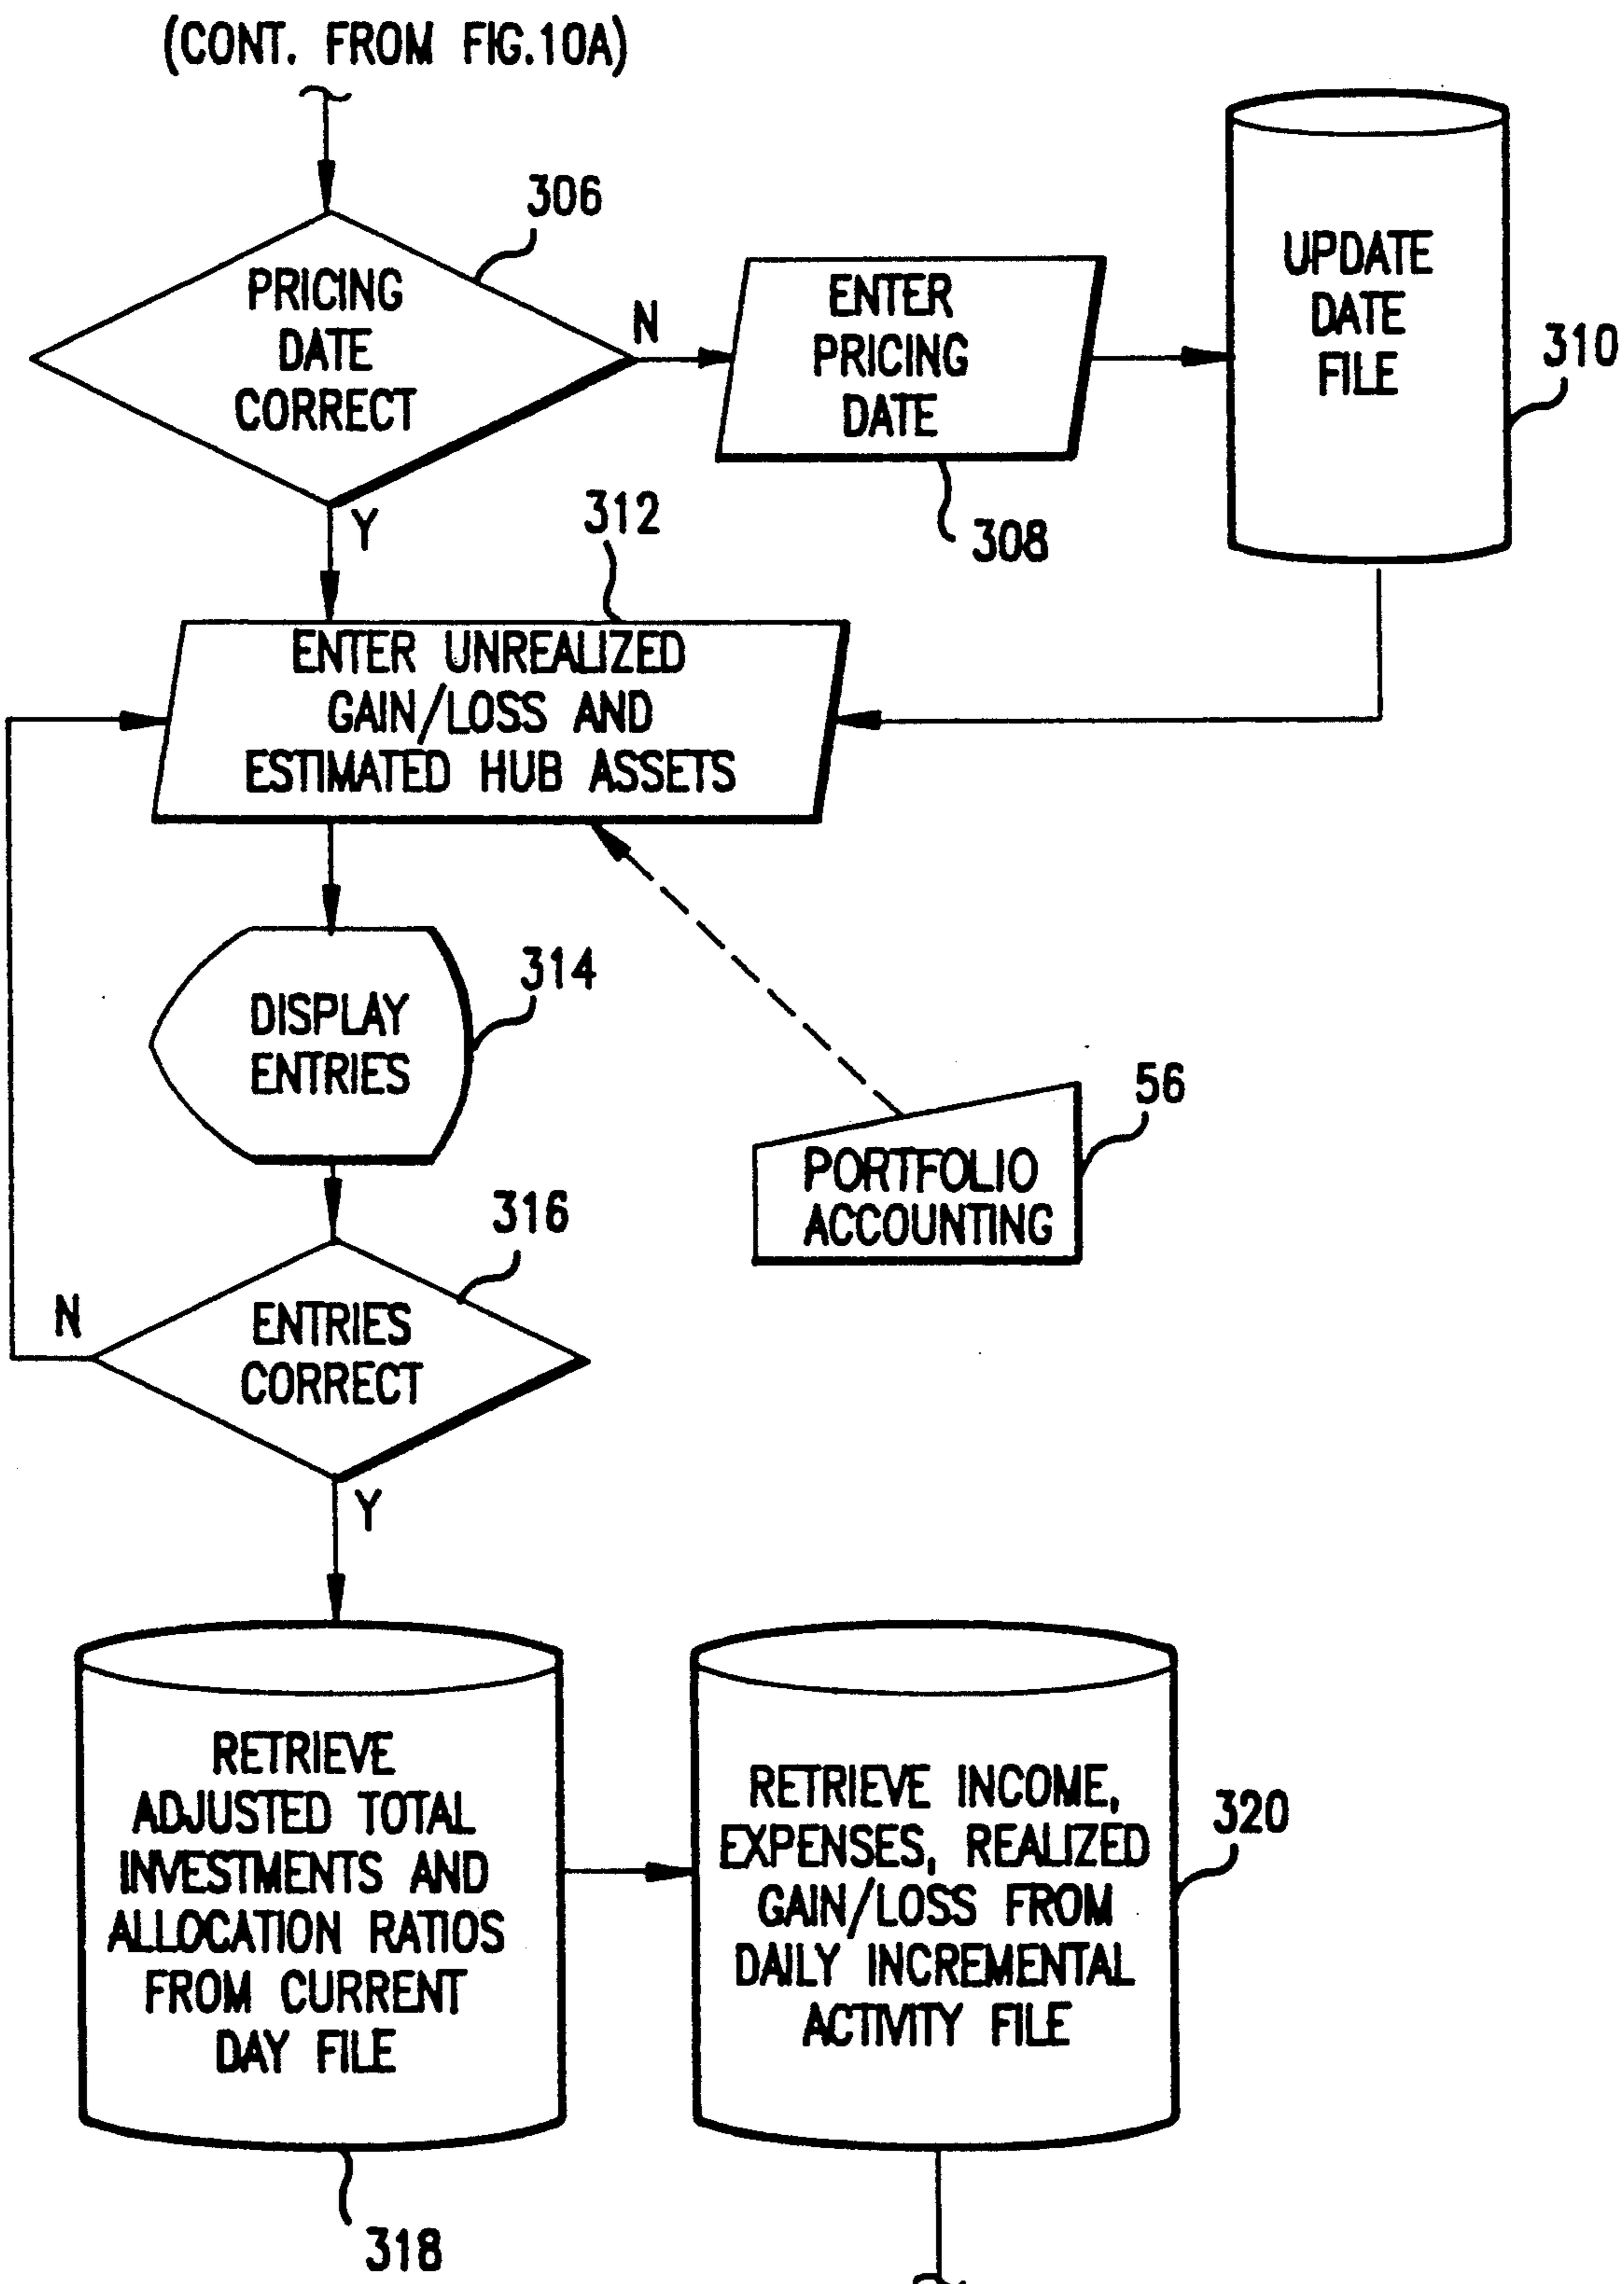 (CONT. FROM FIG.10A)
306
PRICING
DATE
CORRECT
N
ENTER
PRICING
DATE
308
UPDATE
DATE
FILE
310
Y
312
ENTER UNREALIZED
GAIN/LOSS AND
ESTIMATED HUB ASSETS
DISPLAY
ENTRIES
314
PORTFOLIO
ACCOUNTING
56
316
ENTRIES
CORRECT
N
Y
RETRIEVE
ADJUSTED TOTAL
INVESTMENTS AND
ALLOCATION RATIOS
FROM CURRENT
DAY FILE
318
RETRIEVE INCOME,
EXPENSES, REALIZED
GAIN/LOSS FROM
DAILY INCREMENTAL
ACTIVITY FILE
320